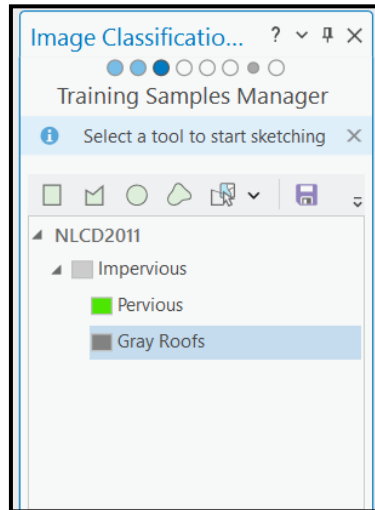 Image Classificatio... ?
Training Samples Manager
Select a tool to start sketching
NLCD2011
Impervious
Pervious
Gray Roofs